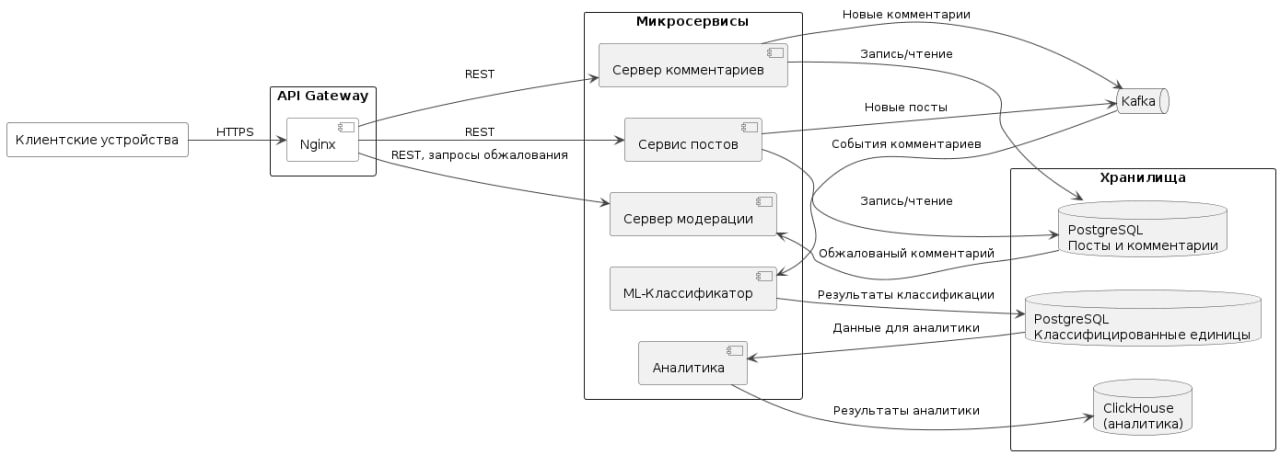 Клиентские устройства
HTTPS
API Gateway
Nginx
REST
REST
REST, запросы обжалования
Микросервисы
Сервер комментариев
Сервис постов
Сервер модерации
ML-Классификатор
Аналитика
Новые комментарии
Запись/чтение
Новые посты
События комментариев
Запись/чтение
Обжалованый комментарий
Результаты классификации
Данные для аналитики
Результаты аналитики
Kafka
Хранилища
PostgreSQL
Посты и комментарии
PostgreSQL
Классифицированные единицы
ClickHouse
(аналитика)